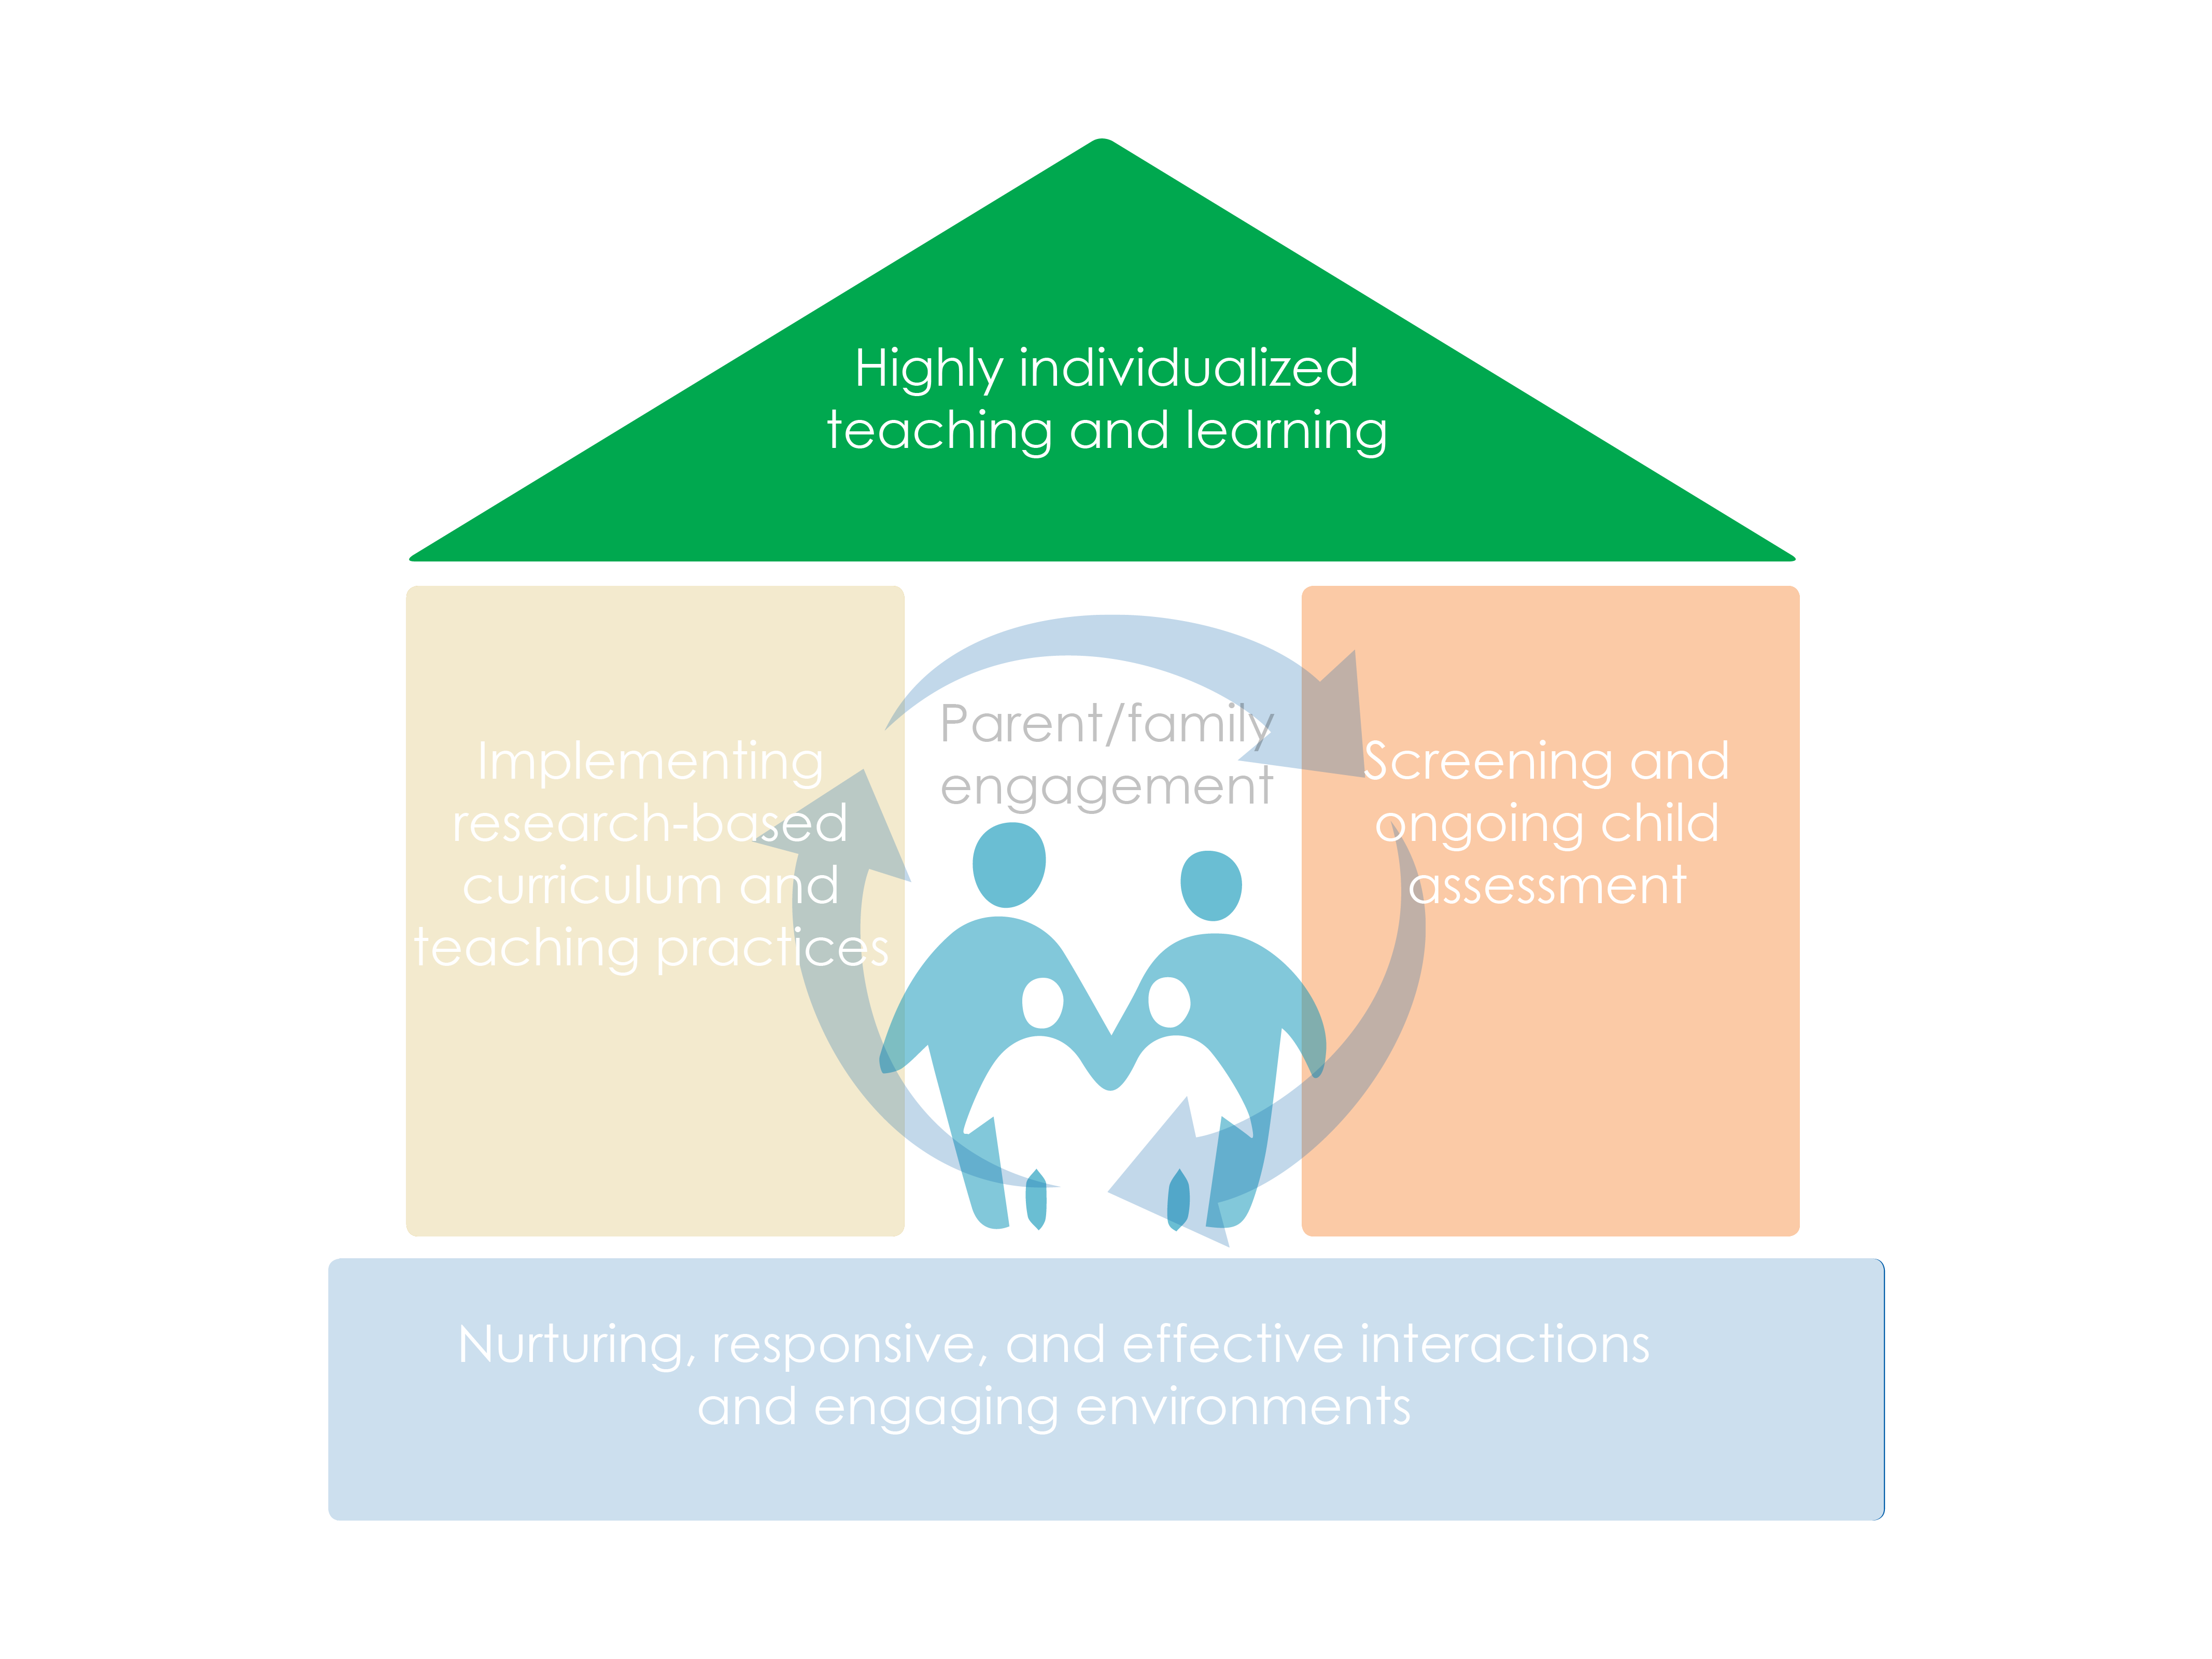 Highly individualized
teaching and learning
Parent/family
engagement
Implementing
research-based
curriculum and
teaching practices
Screening and
ongoing child
assessment
Nurturing, responsive, and effective interactions
and engaging environments